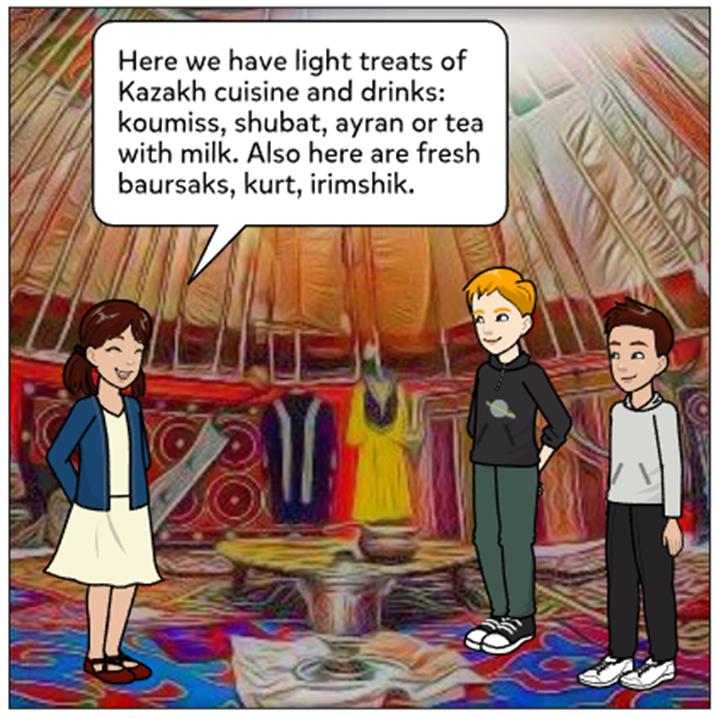 Here we have light treats of
Kazakh cuisine and drinks:
koumiss, shubat, ayran or tea
with milk. Also here are fresh
baursaks, kurt, irimshik.